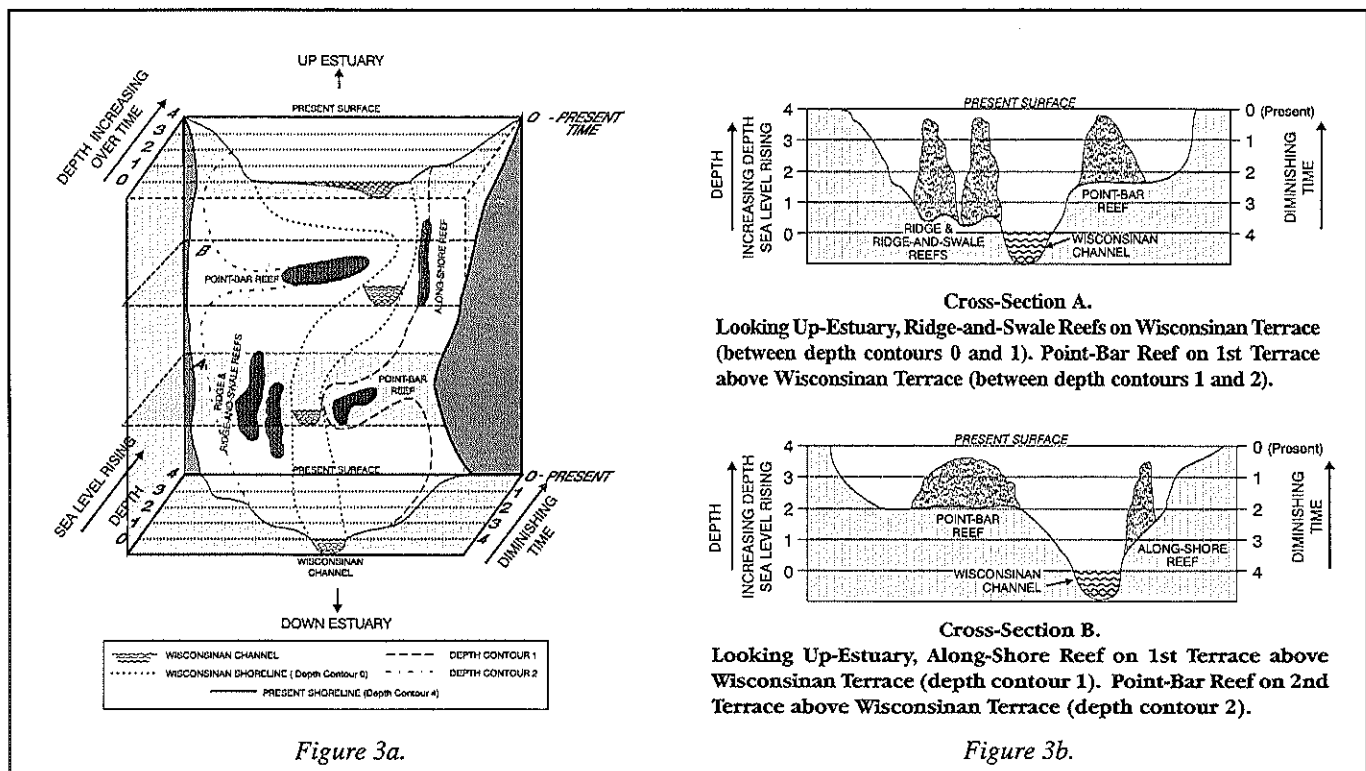 UP ESTUARY
DEPTH INCREASING
OVER TIME
4
3
2
1
0
PRESENT SURFACE
0 - PRESENT
TIME
B
POINT-BAR REEF
ALONG-SHORE REEF
A
RIDGE &
RIDGE-AND-SWALE REEFS
POINT-BAR
REEF
PRESENT SURFACE
0 - PRESENT
SEA LEVEL RISING
DEPTH
4
3
2
1
0
1
2
3
4
DIMINISHING
TIME
WISCONSINAN
CHANNEL
DOWN ESTUARY
WISCONSINAN CHANNEL
DEPTH CONTOUR 1
WISCONSINAN SHORELINE ( Depth Contour 0)
DEPTH CONTOUR 2
PRESENT SHORELINE (Depth Contour 4)
Figure 3a.
PRESENT SURFACE
DEPTH
INCREASING DEPTH
SEA LEVEL RISING
4
3
2
1
0
RIDGE &
RIDGE-AND-SWALE
REEFS
POINT-BAR
REEF
WISCONSINAN
CHANNEL
0 (Present)
1
2
3
4
DIMINISHING
TIME
Cross-Section A.
Looking Up-Estuary, Ridge-and-Swale Reefs on Wisconsinan Terrace
(between depth contours 0 and 1). Point-Bar Reef on 1st Terrace
above Wisconsinan Terrace (between depth contours 1 and 2).
PRESENT SURFACE
DEPTH
INCREASING DEPTH
SEA LEVEL RISING
4
3
2
1
0
POINT-BAR
REEF
WISCONSINAN
CHANNEL
ALONG-SHORE
REEF
0 (Present)
1
2
3
4
DIMINISHING
TIME
Cross-Section B.
Looking Up-Estuary, Along-Shore Reef on 1st Terrace above
Wisconsinan Terrace (depth contour 1). Point-Bar Reef on 2nd
Terrace above Wisconsinan Terrace (depth contour 2).
Figure 3b.